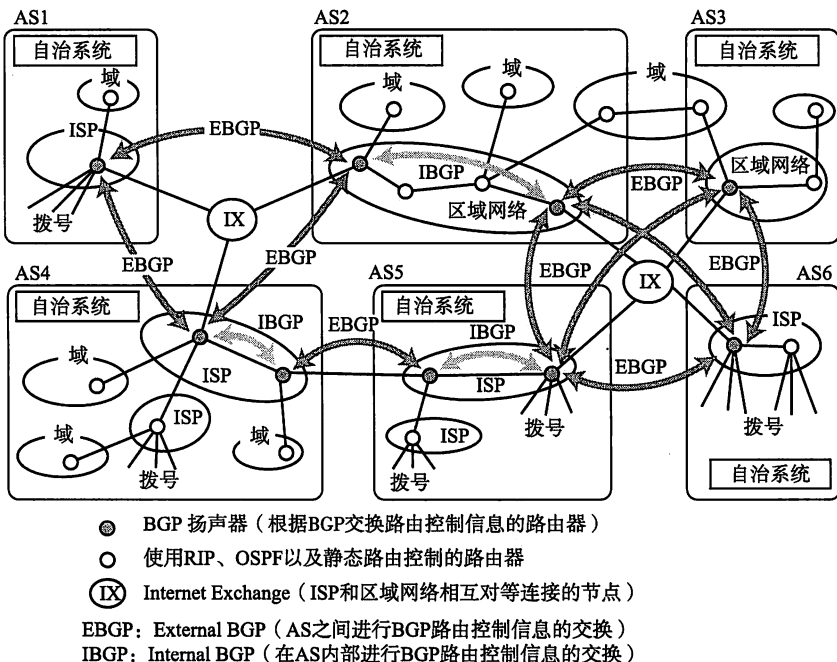 AS1
自治系统
域
ISP
拨号
EBGP
AS2
自治系统
域
域
IBGP
区域网络
域
AS3
自治系统
区域网络
EBGP
IX
EBGP
EBGP
EBGP
IX
EBGP
AS4
自治系统
IBGP
ISP
域
ISP
域
拨号
域
EBGP
AS5
自治系统
IBGP
ISP
ISP
拨号
EBGP
AS6
ISP
拨号
自治系统
BGP 扬声器（根据BGP交换路由控制信息的路由器）
使用RIP、OSPF以及静态路由控制的路由器
IX Internet Exchange（ISP和区域网络相互对等连接的节点）
EBGP：External BGP（AS之间进行BGP路由控制信息的交换）
IBGP：Internal BGP（在AS内部进行BGP路由控制信息的交换）